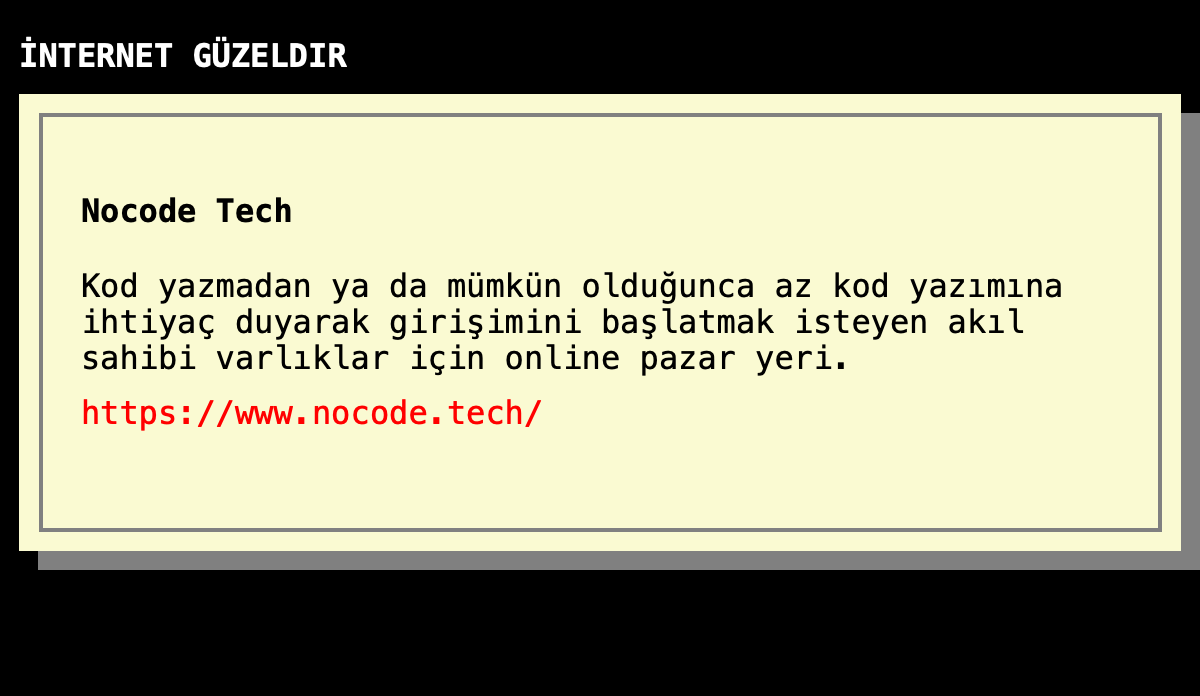 İNTERNET GÜZELDIR
Nocode Tech
Kod yazmadan ya da mümkün olduğunca az kod yazımına
ihtiyaç duyarak girişimini başlatmak isteyen akıl
sahibi varlıklar için online pazar yeri.
https://www.nocode.tech/